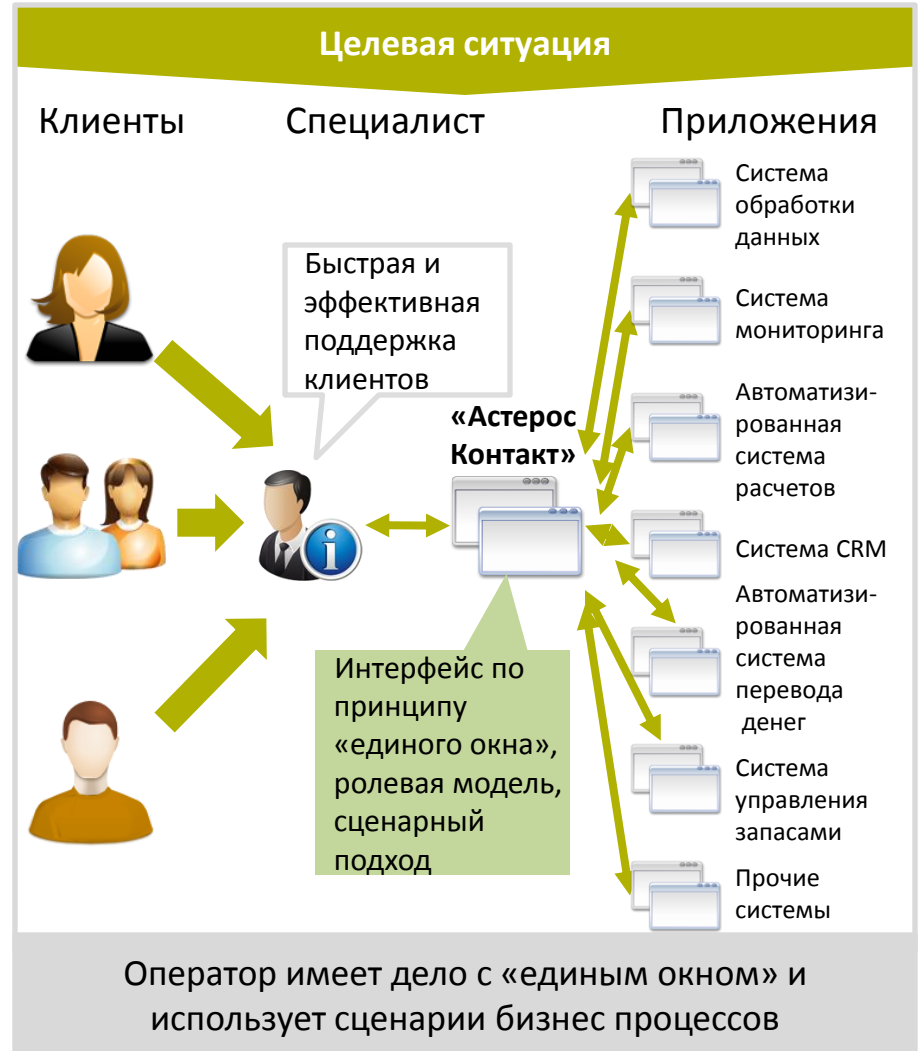 Целевая ситуация
Клиенты
Специалист
Приложения
Быстрая и
эффективная
поддержка
клиентов
«Астерос
Контакт»
Интерфейс по
принципу
«единого окна»,
ролевая модель,
сценарный
подход
Система
обработки
данных
Система
мониторинга
Автоматизи-
рованная
система
расчетов
Система CRM
Автоматизи-
рованная
система
перевода
денег
Система
управления
запасами
Прочие
системы
Оператор имеет дело с «единым окном» и
использует сценарии бизнес процессов